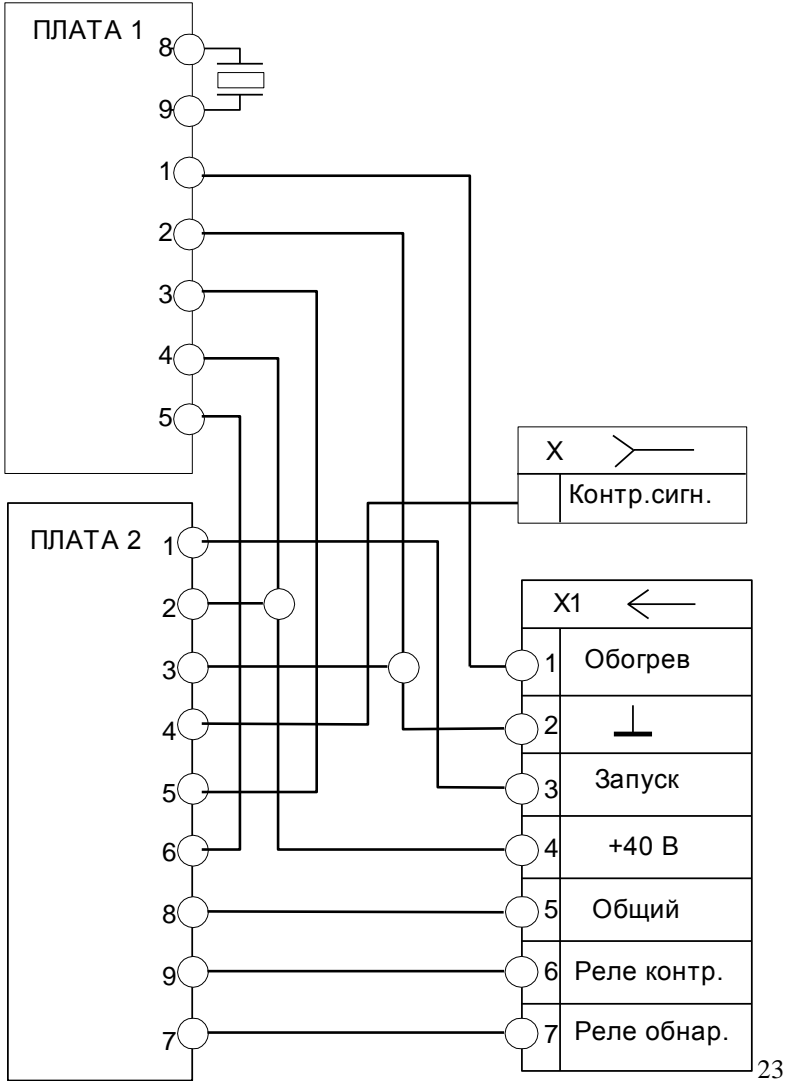 ПЛАТА 1
8
9
1
2
3
4
5
X
Контр.сигн.
ПЛАТА 2
1
2
3
4
5
6
8
9
7
X1
1 Обогрев
2
3 Запуск
4 +40 В
5 Общий
6 Реле контр.
7 Реле обнар.
23